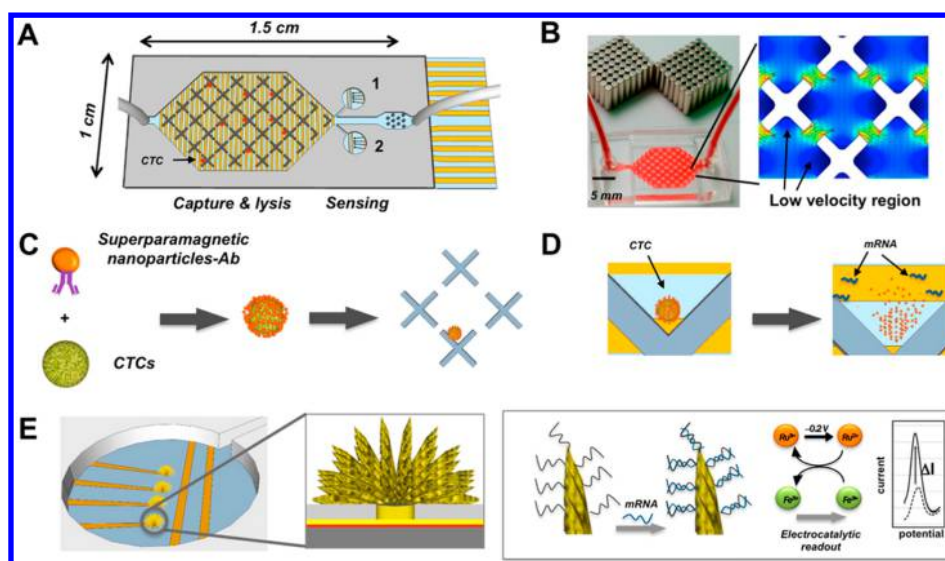 A
1.5 cm
1 cm
CTC
1
2
Capture & lysis
Sensing
B
5 mm
Low velocity
region
C
Superparamagnetic
nanoparticles-Ab
+
CTCs
D
CTC
mRNA
E
mRNA
–0.2 V
Electrocatalytic
readout
current
ΔI
potential